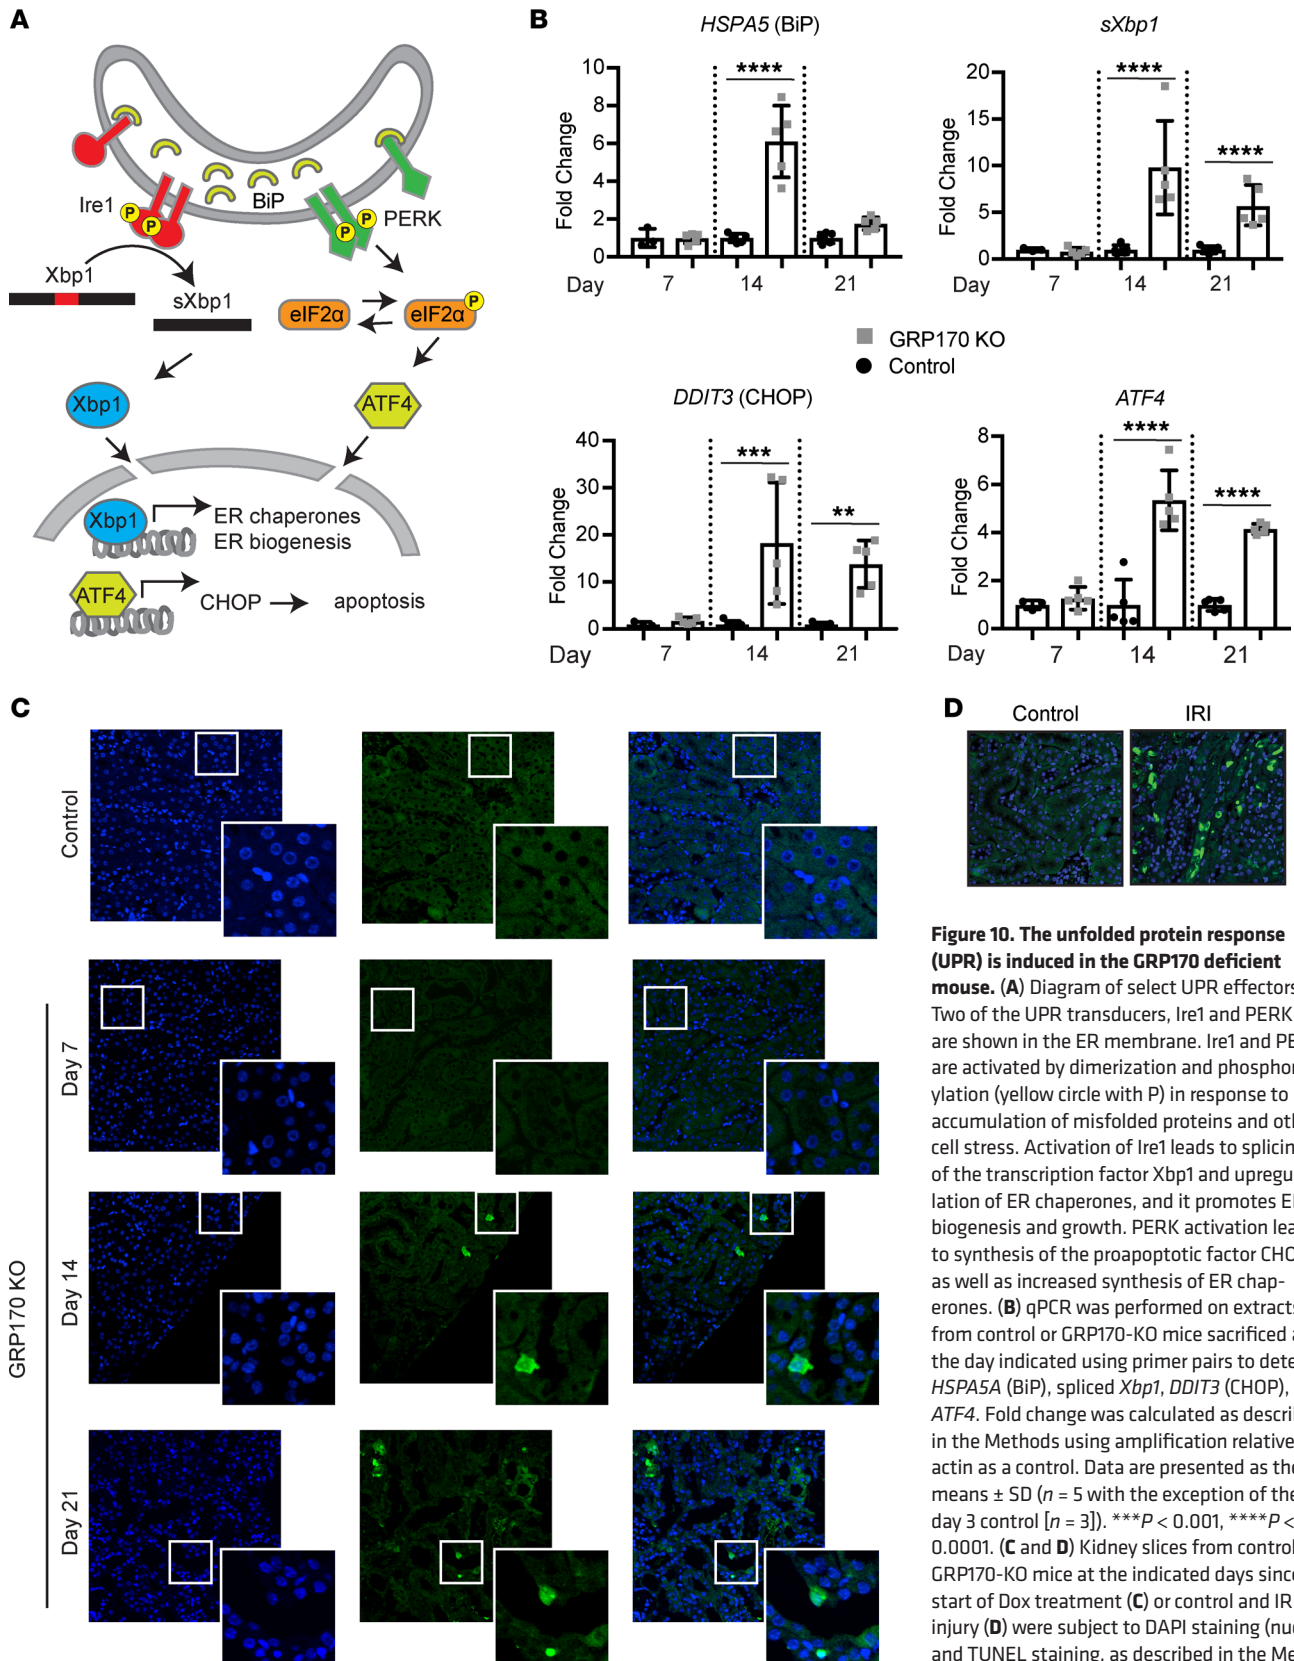 A
Ire1
BiP
PERK
P
P
P
P
Xbp1
sXbp1
eIF2α
eIF2α
P
Xbp1
ATF4
Xbp1
ER chaperones
ER biogenesis
ATF4
CHOP
apoptosis
B
HSPA5 (BiP)
Fold Change
10
8
6
4
2
0
****
Day 7 14 21
sXbp1
Fold Change
20
15
10
5
0
****
****
7 14 21
GRP170 KO
Control
DDIT3 (CHOP)
Fold Change
40
30
20
10
0
***
**
Day 7 14 21
ATF4
Fold Change
8
6
4
2
0
****
****
Day 7 14 21
C
Control
GRP170 KO
Day 7
Day 14
Day 21
D
Control IRI
Figure 10. The unfolded protein response
(UPR) is induced in the GRP170 deficient
mouse. (A) Diagram of select UPR effectors
Two of the UPR transducers, Ire1 and PERK
are shown in the ER membrane. Ire1 and PE
are activated by dimerization and phosphor
ylation (yellow circle with P) in response to
accumulation of misfolded proteins and oth
cell stress. Activation of Ire1 leads to splicin
of the transcription factor Xbp1 and upregu
lation of ER chaperones, and it promotes ER
biogenesis and growth. PERK activation lea
to synthesis of the proapoptotic factor CHO
as well as increased synthesis of ER chap-
erones. (B) qPCR was performed on extracts
from control or GRP170-KO mice sacrificed a
the day indicated using primer pairs to dete
HSPA5A (BiP), spliced Xbp1, DDIT3 (CHOP),
ATF4. Fold change was calculated as describ
in the Methods using amplification relative
actin as a control. Data are presented as the
means ± SD (n = 5 with the exception of the
day 3 control [n = 3]). ***P < 0.001, ****P <
0.0001. (C and D) Kidney slices from control
GRP170-KO mice at the indicated days since
start of Dox treatment (C) or control and IR
injury (D) were subject to DAPI staining (nuc
and TUNEL staining, as described in the Me